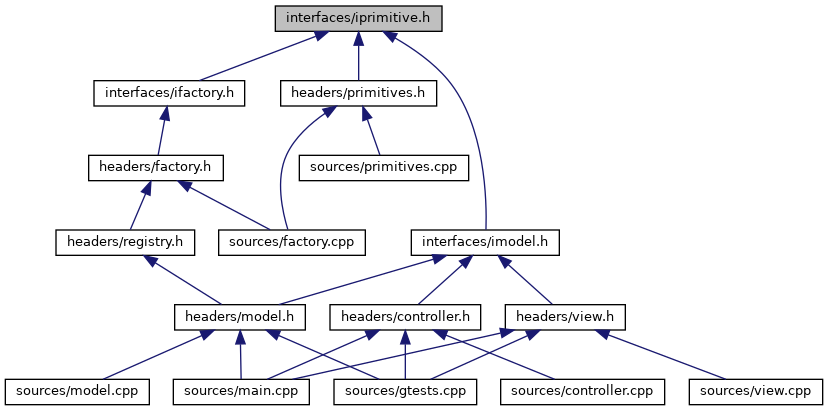 interfaces/iprimitive.h
interfaces/ifactory.h
headers/primitives.h
headers/factory.h
sources/primitives.cpp
headers/registry.h
sources/factory.cpp
interfaces/imodel.h
headers/model.h
headers/controller.h
headers/view.h
sources/model.cpp
sources/main.cpp
sources/gtests.cpp
sources/controller.cpp
sources/view.cpp